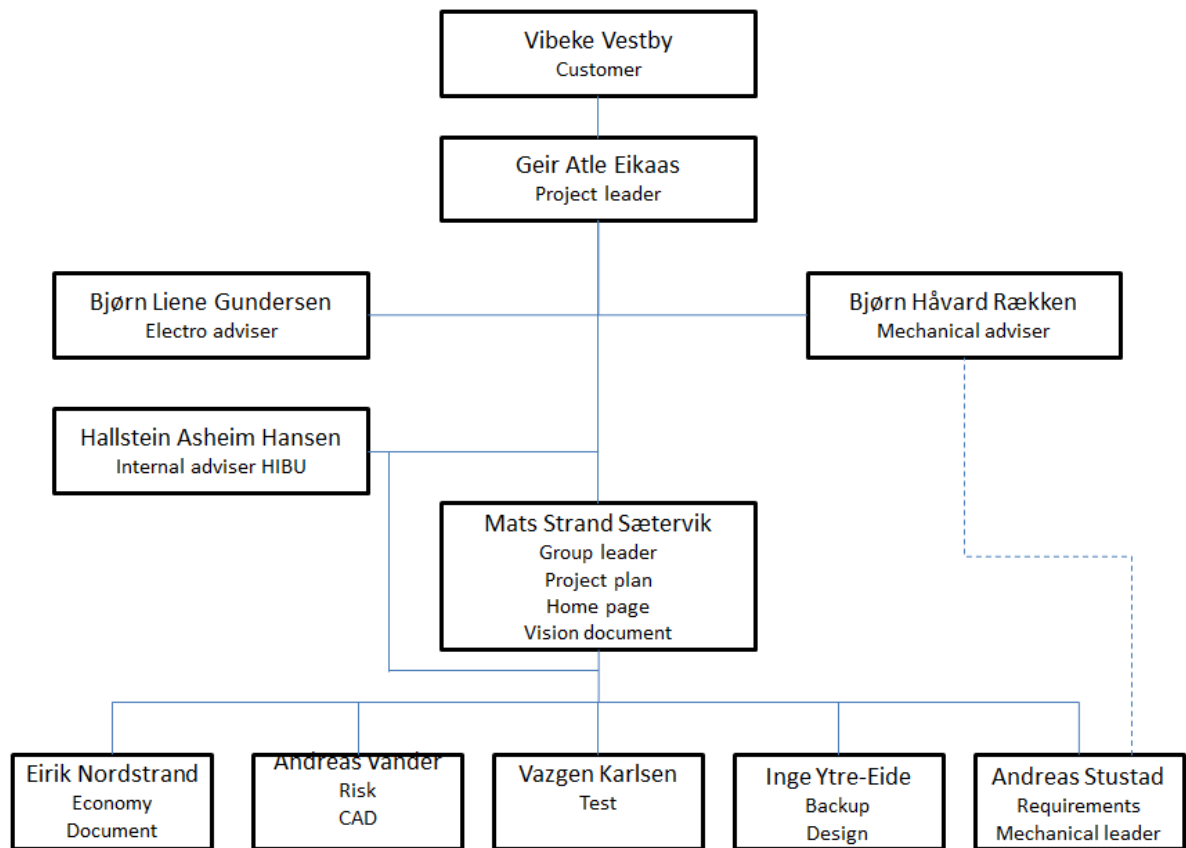 Vibeke Vestby
Customer
Geir Atle Eikaas
Project leader
Bjørn Liene Gundersen
Electro adviser
Bjørn Håvard Rækken
Mechanical adviser
Hallstein Asheim Hansen
Internal adviser HIBU
Mats Strand Sætervik
Group leader
Project plan
Home page
Vision document
Eirik Nordstrand
Economy
Document
Andreas Vander
Risk
CAD
Vazgen Karlsen
Test
Inge Ytre-Eide
Backup
Design
Andreas Stustad
Requirements
Mechanical leader